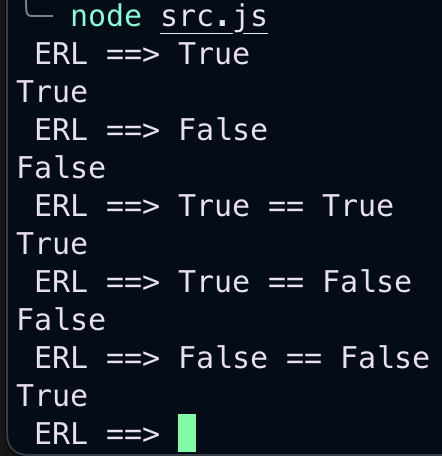 node src.js
ERL ==> True
True
ERL ==> False
False
ERL ==> True == True
True
ERL ==> True == False
False
ERL ==> False == False
True
ERL ==>